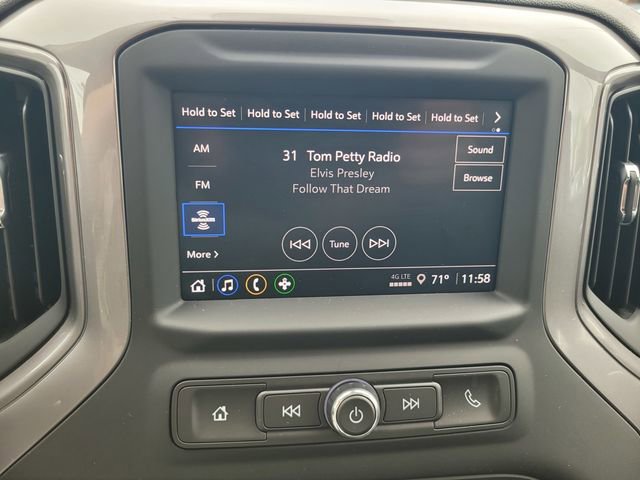 Hold to Set Hold to Set Hold to Set Hold to Set Hold to Set
AM
31 Tom Petty Radio
Sound
Elvis Presley
FM
Follow That Dream
Browse
SiriusXM
Tune
More
4G LTE
71° 11:58